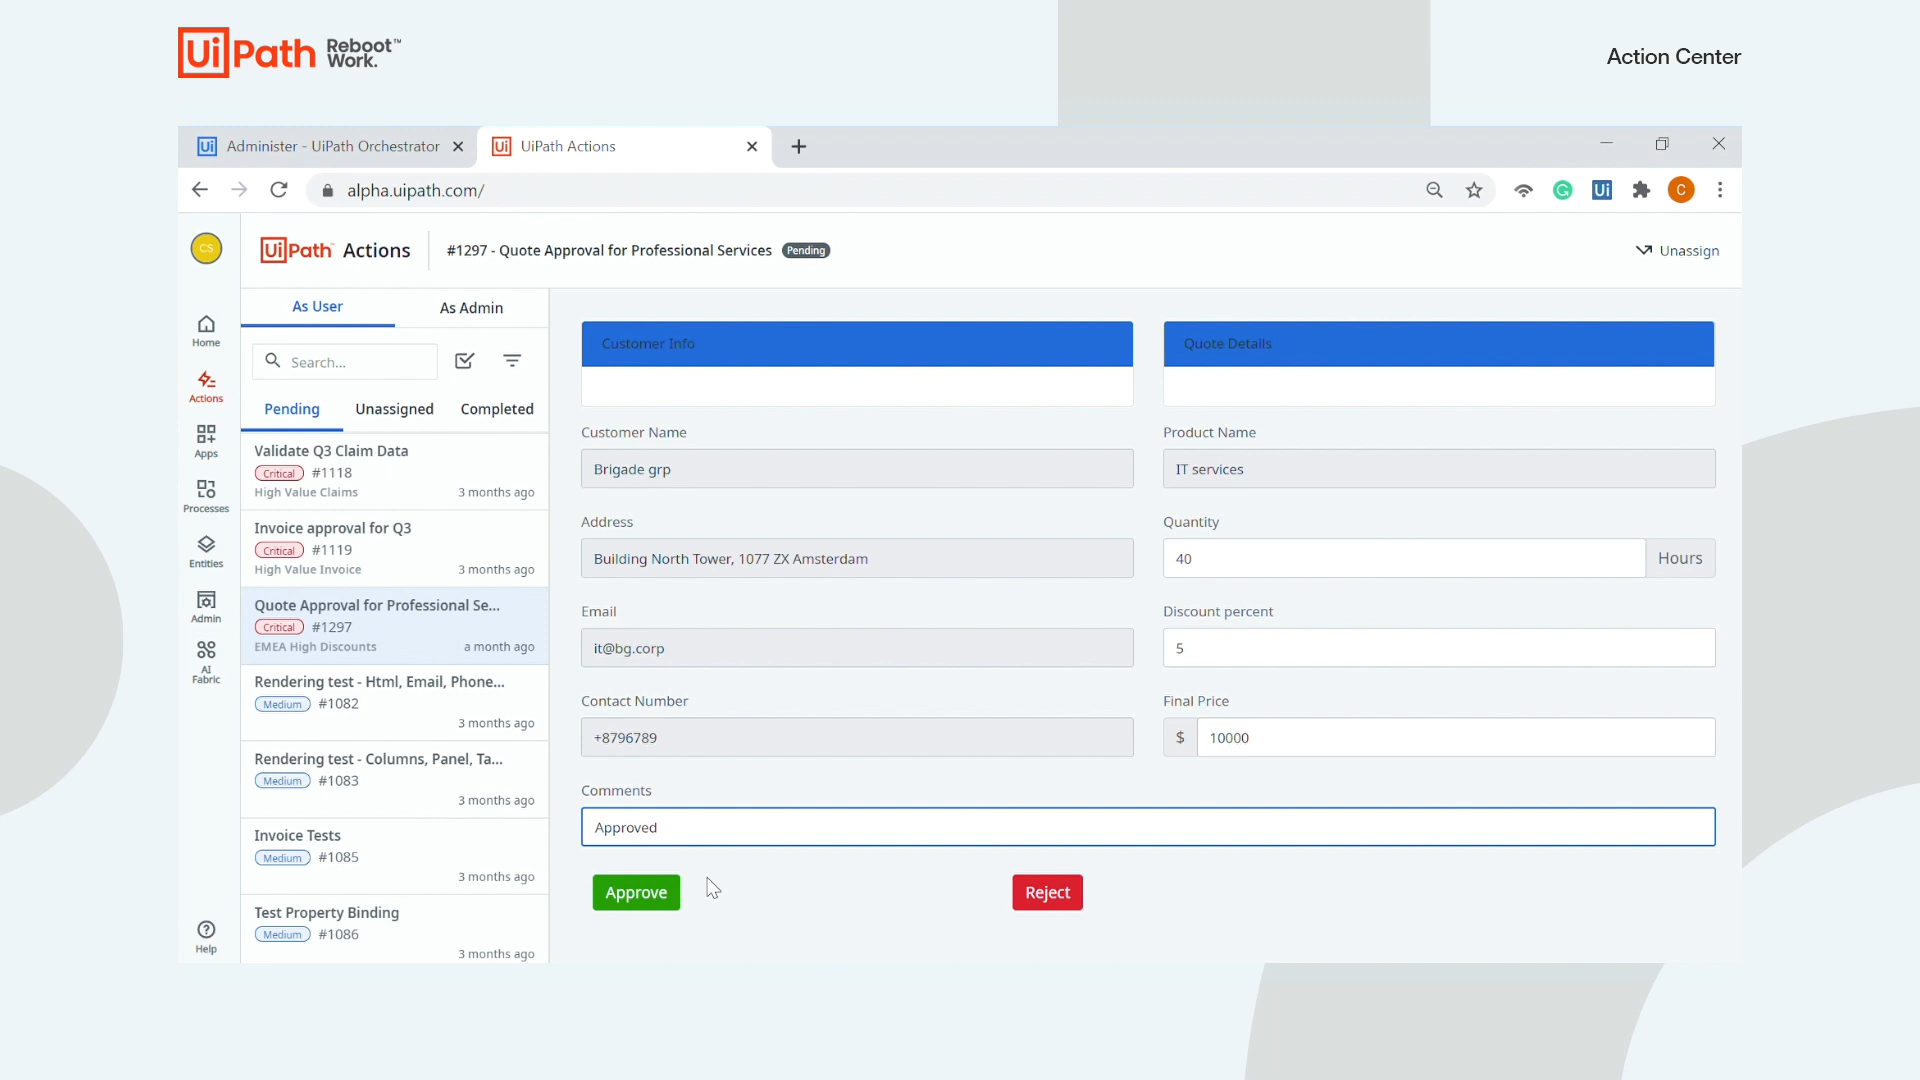 UiPath Reboot Work.™
Action Center
Ui Administer - UiPath Orchestrator
Ui UiPath Actions
alpha.uipath.com/
G
Ui
C
CS
UiPath Actions
#1297 - Quote Approval for Professional Services Pending
Unassign
Home
Actions
Apps
Processes
Entities
Admin
AI
Fabric
Help
As User
As Admin
Search...
Pending
Unassigned
Completed
Validate Q3 Claim Data
Critical #1118
High Value Claims 3 months ago
Invoice approval for Q3
Critical #1119
High Value Invoice 3 months ago
Quote Approval for Professional Se...
Critical #1297
EMEA High Discounts a month ago
Rendering test - Html, Email, Phone...
Medium #1082
3 months ago
Rendering test - Columns, Panel, Ta...
Medium #1083
3 months ago
Invoice Tests
Medium #1085
3 months ago
Test Property Binding
Medium #1086
3 months ago
Customer Info
Customer Name
Brigade grp
Address
Building North Tower, 1077 ZX Amsterdam
Email
it@bg.corp
Contact Number
+8796789
Quote Details
Product Name
IT services
Quantity
40 Hours
Discount percent
5
Final Price
$ 10000
Comments
Approved
Approve
Reject